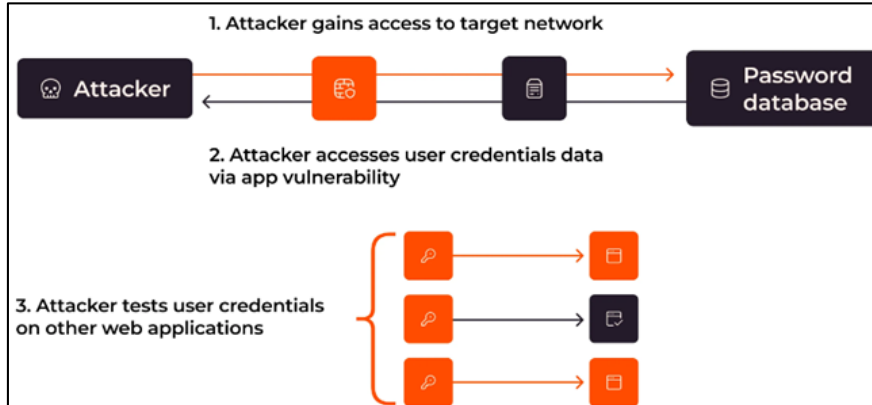 1. Attacker gains access to target network
Attacker
Password
database
2. Attacker accesses user credentials data
via app vulnerability
3. Attacker tests user credentials
on other web applications